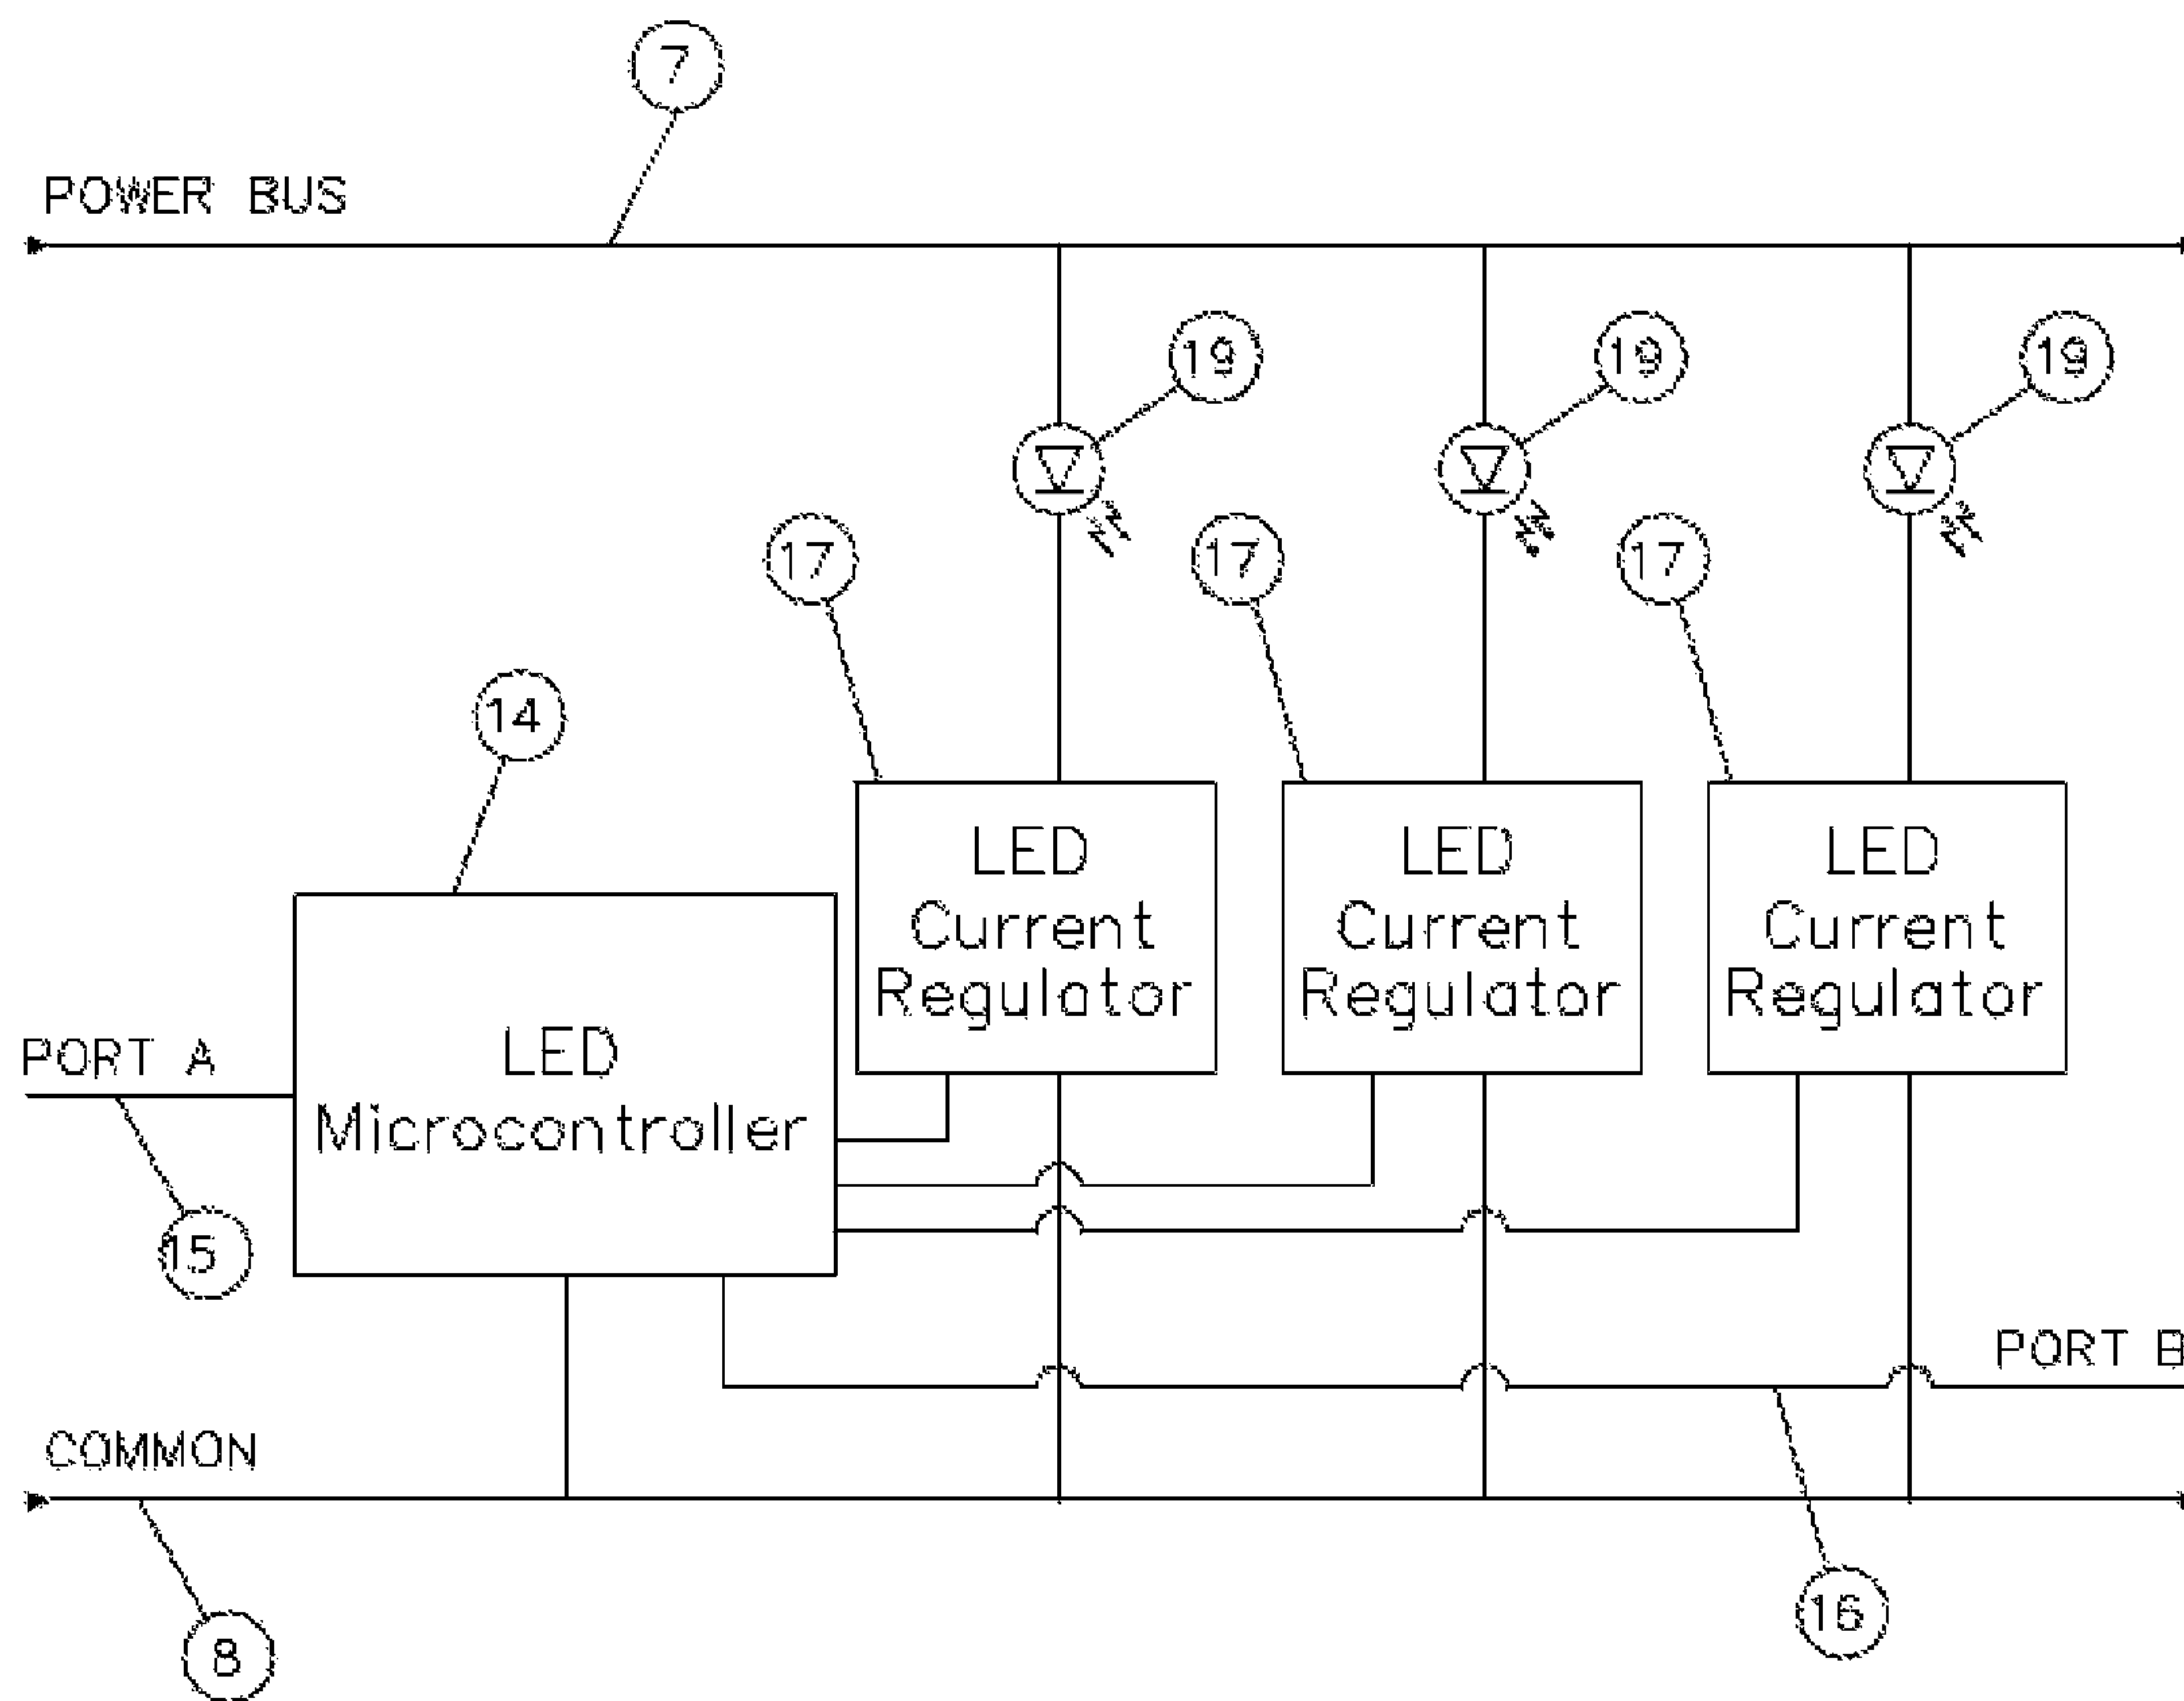 7
POWER BUS
19
19
19
17
17
17
14
LED
Current
Regulator
LED
Current
Regulator
LED
Current
Regulator
PORT A
LED
Microcontroller
15
PORT B
COMMON
16
8